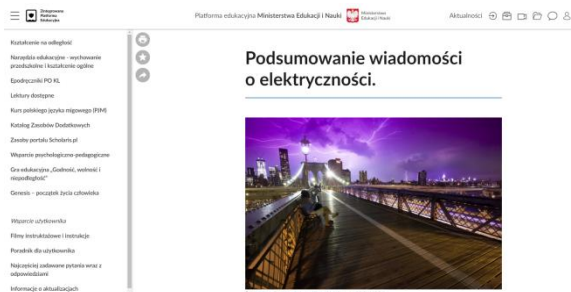 Zintegrowana
Platforma
Edukacyjna
Platforma edukacyjna Ministerstwa Edukacji i Nauki
Ministerstwo
Edukacji i Nauki
Aktualności
Kształcenie na odległość
Narzędzia edukacyjne - wychowanie
przedszkolne i kształcenie ogólne
Epodręczniki PO KL
Lektury dostępne
Kurs polskiego języka migowego (PJM)
Katalog Zasobów Dodatkowych
Zasoby portalu Scholaris.pl
Wsparcie psychologiczno-pedagogiczne
Gra edukacyjna „Godność, wolność i
niepodległość"
Genesis - początek życia człowieka
Wsparcie użytkownika
Filmy instruktażowe i instrukcje
Poradnik dla użytkownika
Najczęściej zadawane pytania wraz z
odpowiedziami
Informacje o aktualizacjach
Podsumowanie wiadomości
o elektryczności.